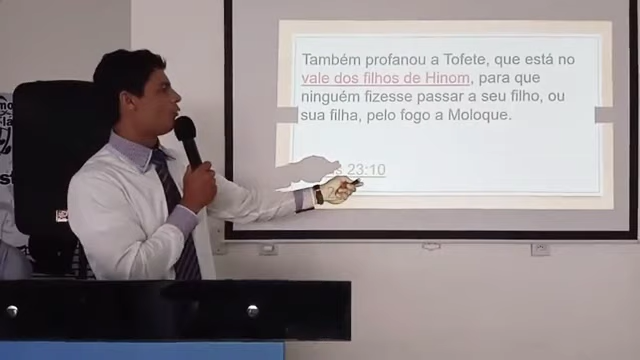 Também profanou a Tofete, que está no
vale dos filhos de Hinom, para que
ninguém fizesse passar a seu filho, ou
sua filha, pelo fogo a Moloque.
23:10